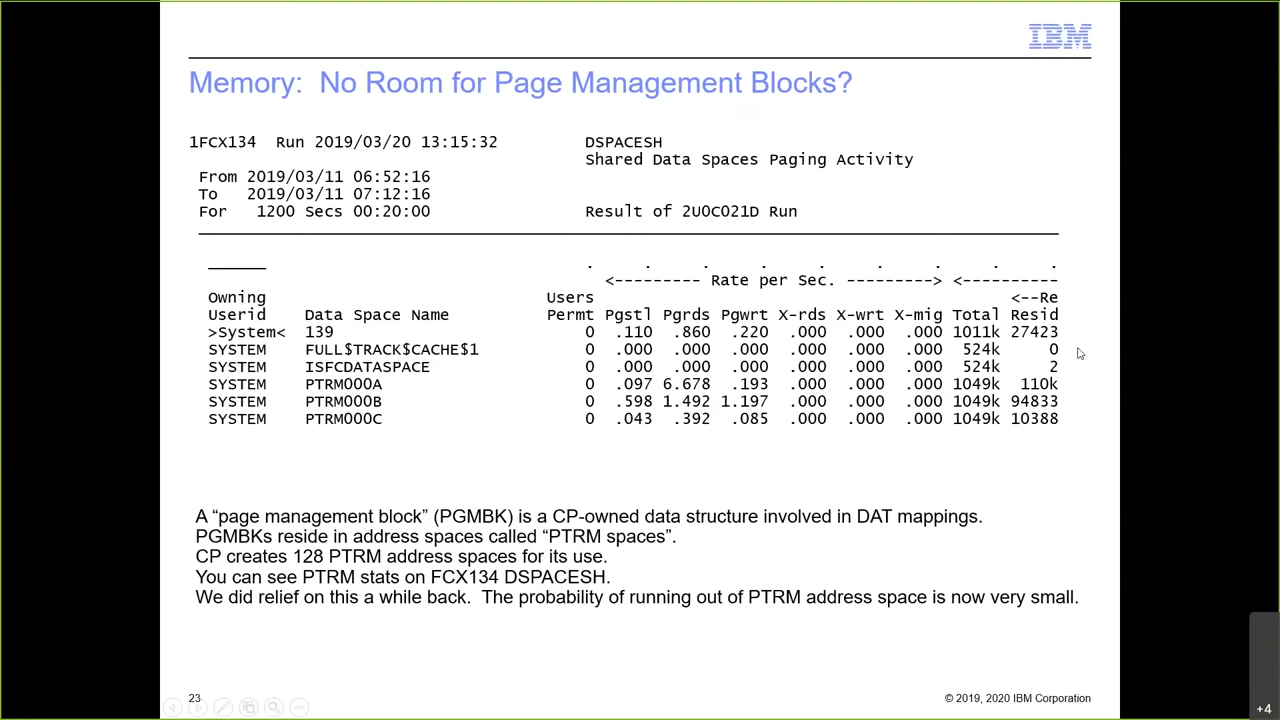 IBM
Memory: No Room for Page Management Blocks?
1FCX134 Run 2019/03/20 13:15:32 DSPACESH
Shared Data Spaces Paging Activity
From 2019/03/11 06:52:16
To 2019/03/11 07:12:16
For 1200 Secs 00:20:00 Result of 2U0C021D Run
______ . . . . . . . . .
<--------- Rate per Sec. ---------> <----------
Owning Users <--Re
Userid Data Space Name Permt Pgstl Pgrds Pgwrt X-rds X-wrt X-mig Total Resid
>System< 139 0 .110 .860 .220 .000 .000 .000 1011k 27423
SYSTEM FULL$TRACK$CACHE$1 0 .000 .000 .000 .000 .000 .000 524k 0
SYSTEM ISFCDATASPACE 0 .000 .000 .000 .000 .000 .000 524k 2
SYSTEM PTRM000A 0 .097 6.678 .193 .000 .000 .000 1049k 110k
SYSTEM PTRM000B 0 .598 1.492 1.197 .000 .000 .000 1049k 94833
SYSTEM PTRM000C 0 .043 .392 .085 .000 .000 .000 1049k 10388
A “page management block” (PGMBK) is a CP-owned data structure involved in DAT mappings.
PGMBKs reside in address spaces called “PTRM spaces”.
CP creates 128 PTRM address spaces for its use.
You can see PTRM stats on FCX134 DSPACESH.
We did relief on this a while back. The probability of running out of PTRM address space is now very small.
23 © 2019, 2020 IBM Corporation
+4